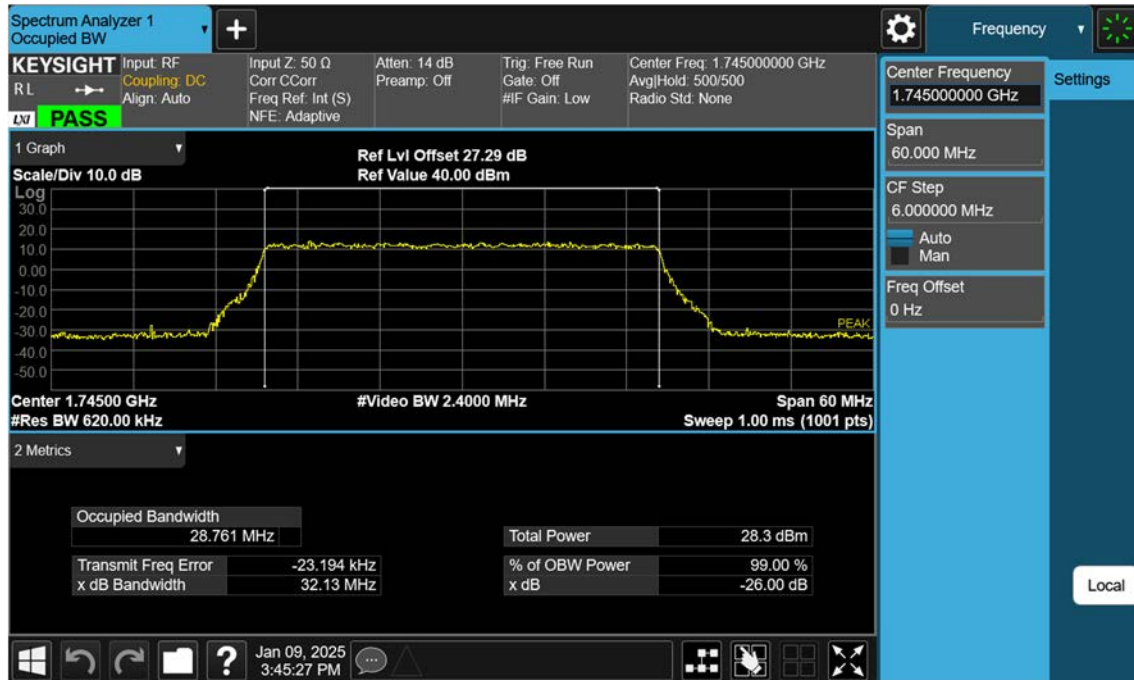 Spectrum Analyzer 1
Occupied BW
Frequency
KEYSIGHT
R L
LXI PASS
Input: RF
Coupling: DC
Align: Auto
Input Z: 50 Ω
Corr CCorr
Freq Ref: Int (S)
NFE: Adaptive
Atten: 14 dB
Preamp: Off
Trig: Free Run
Gate: Off
#IF Gain: Low
Center Freq: 1.745000000 GHz
Avg|Hold: 500/500
Radio Std: None
Center Frequency
1.745000000 GHz
Settings
Span
60.000 MHz
CF Step
6.000000 MHz
Auto
Man
Freq Offset
0 Hz
Local
1 Graph
Scale/Div 10.0 dB
Ref Lvl Offset 27.29 dB
Ref Value 40.00 dBm
Log
30.0
20.0
10.0
0.00
-10.0
-20.0
-30.0
-40.0
-50.0
PEAK
Center 1.74500 GHz
#Video BW 2.4000 MHz
Span 60 MHz
#Res BW 620.00 kHz
Sweep 1.00 ms (1001 pts)
2 Metrics
Occupied Bandwidth
28.761 MHz
Total Power 28.3 dBm
Transmit Freq Error -23.194 kHz
% of OBW Power 99.00 %
x dB Bandwidth 32.13 MHz
x dB -26.00 dB
?
Jan 09, 2025
3:45:27 PM